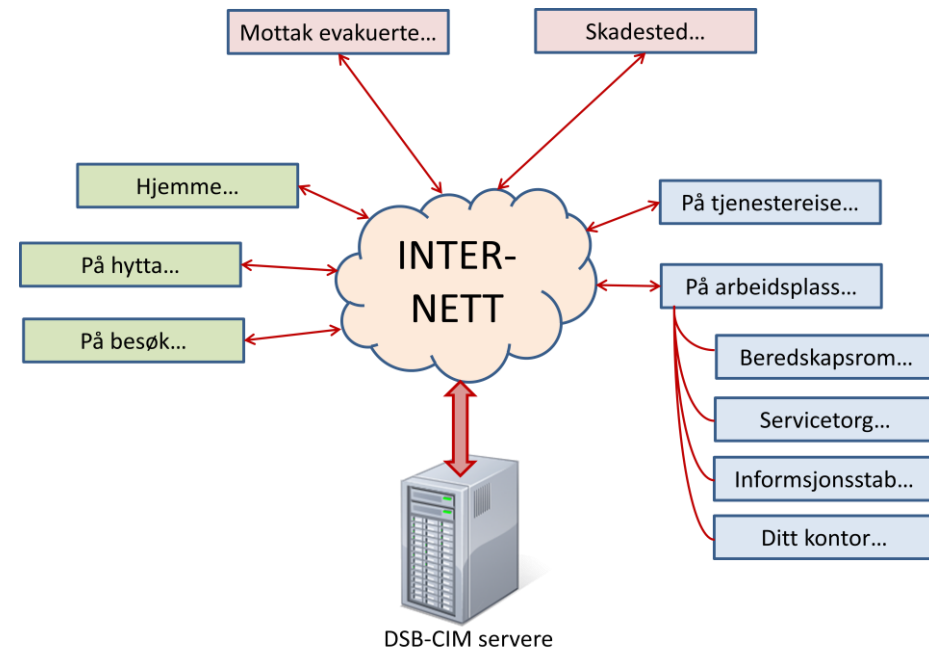 Mottak evakuerte...
Skadested...
Hjemme...
På hytta...
På besøk...
INTER-
NETT
På tjenestereise...
På arbeidsplass...
Beredskapsrom...
Servicetorg...
Informsjonsstab...
Ditt kontor...
DSB-CIM servere